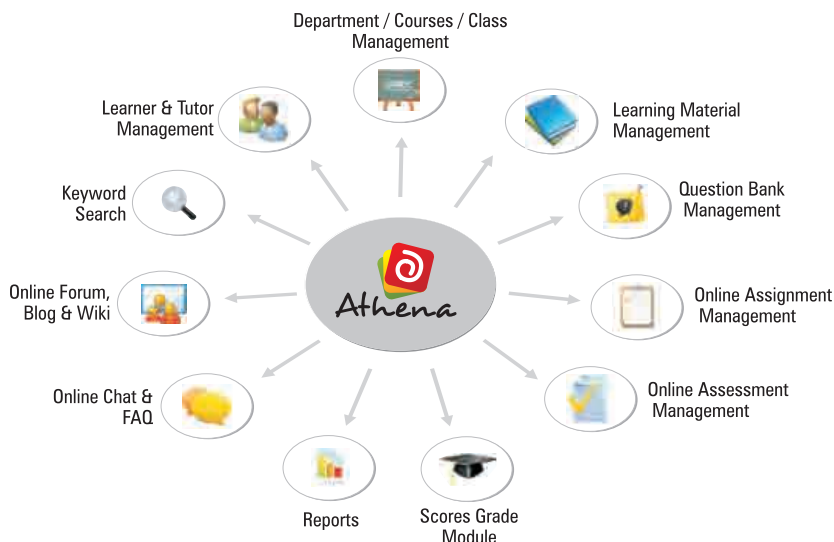 Department / Courses / Class
Management
Learner & Tutor
Management
Learning Material
Management
Keyword
Search
Question Bank
Management
Online Forum,
Blog & Wiki
Athena
Online Assignment
Management
Online Chat &
FAQ
Online Assessment
Management
Reports
Scores Grade
Module